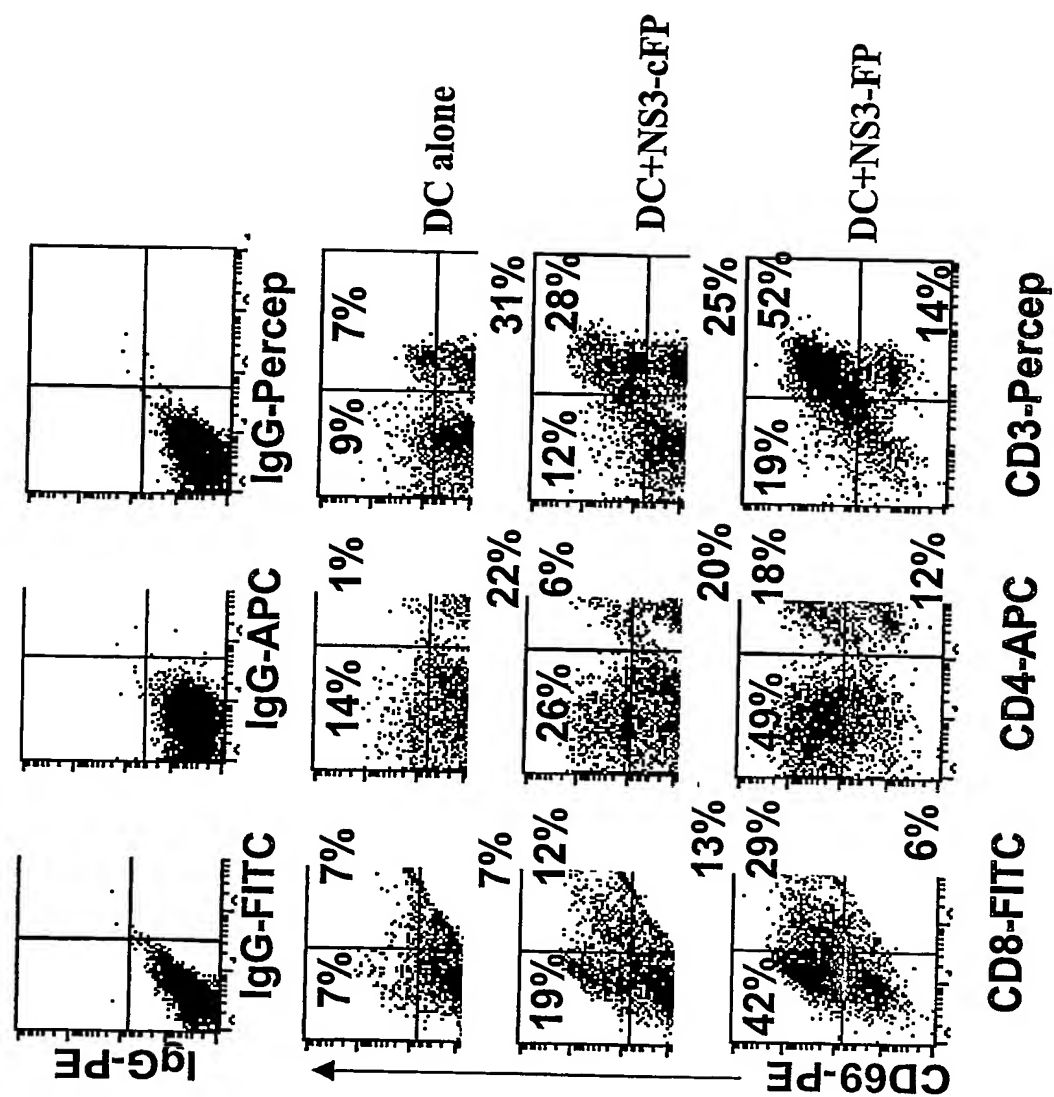 IgG-PE
IgG-FITC
IgG-APC
IgG-Percep
7%
7%
14%
1%
9%
7%
DC alone
7%
22%
31%
19%
12%
26%
6%
12%
28%
DC+NS3-cFP
13%
20%
25%
42%
29%
49%
18%
19%
52%
DC+NS3-FP
6%
12%
14%
CD69-PE
CD8-FITC
CD4-APC
CD3-Percep